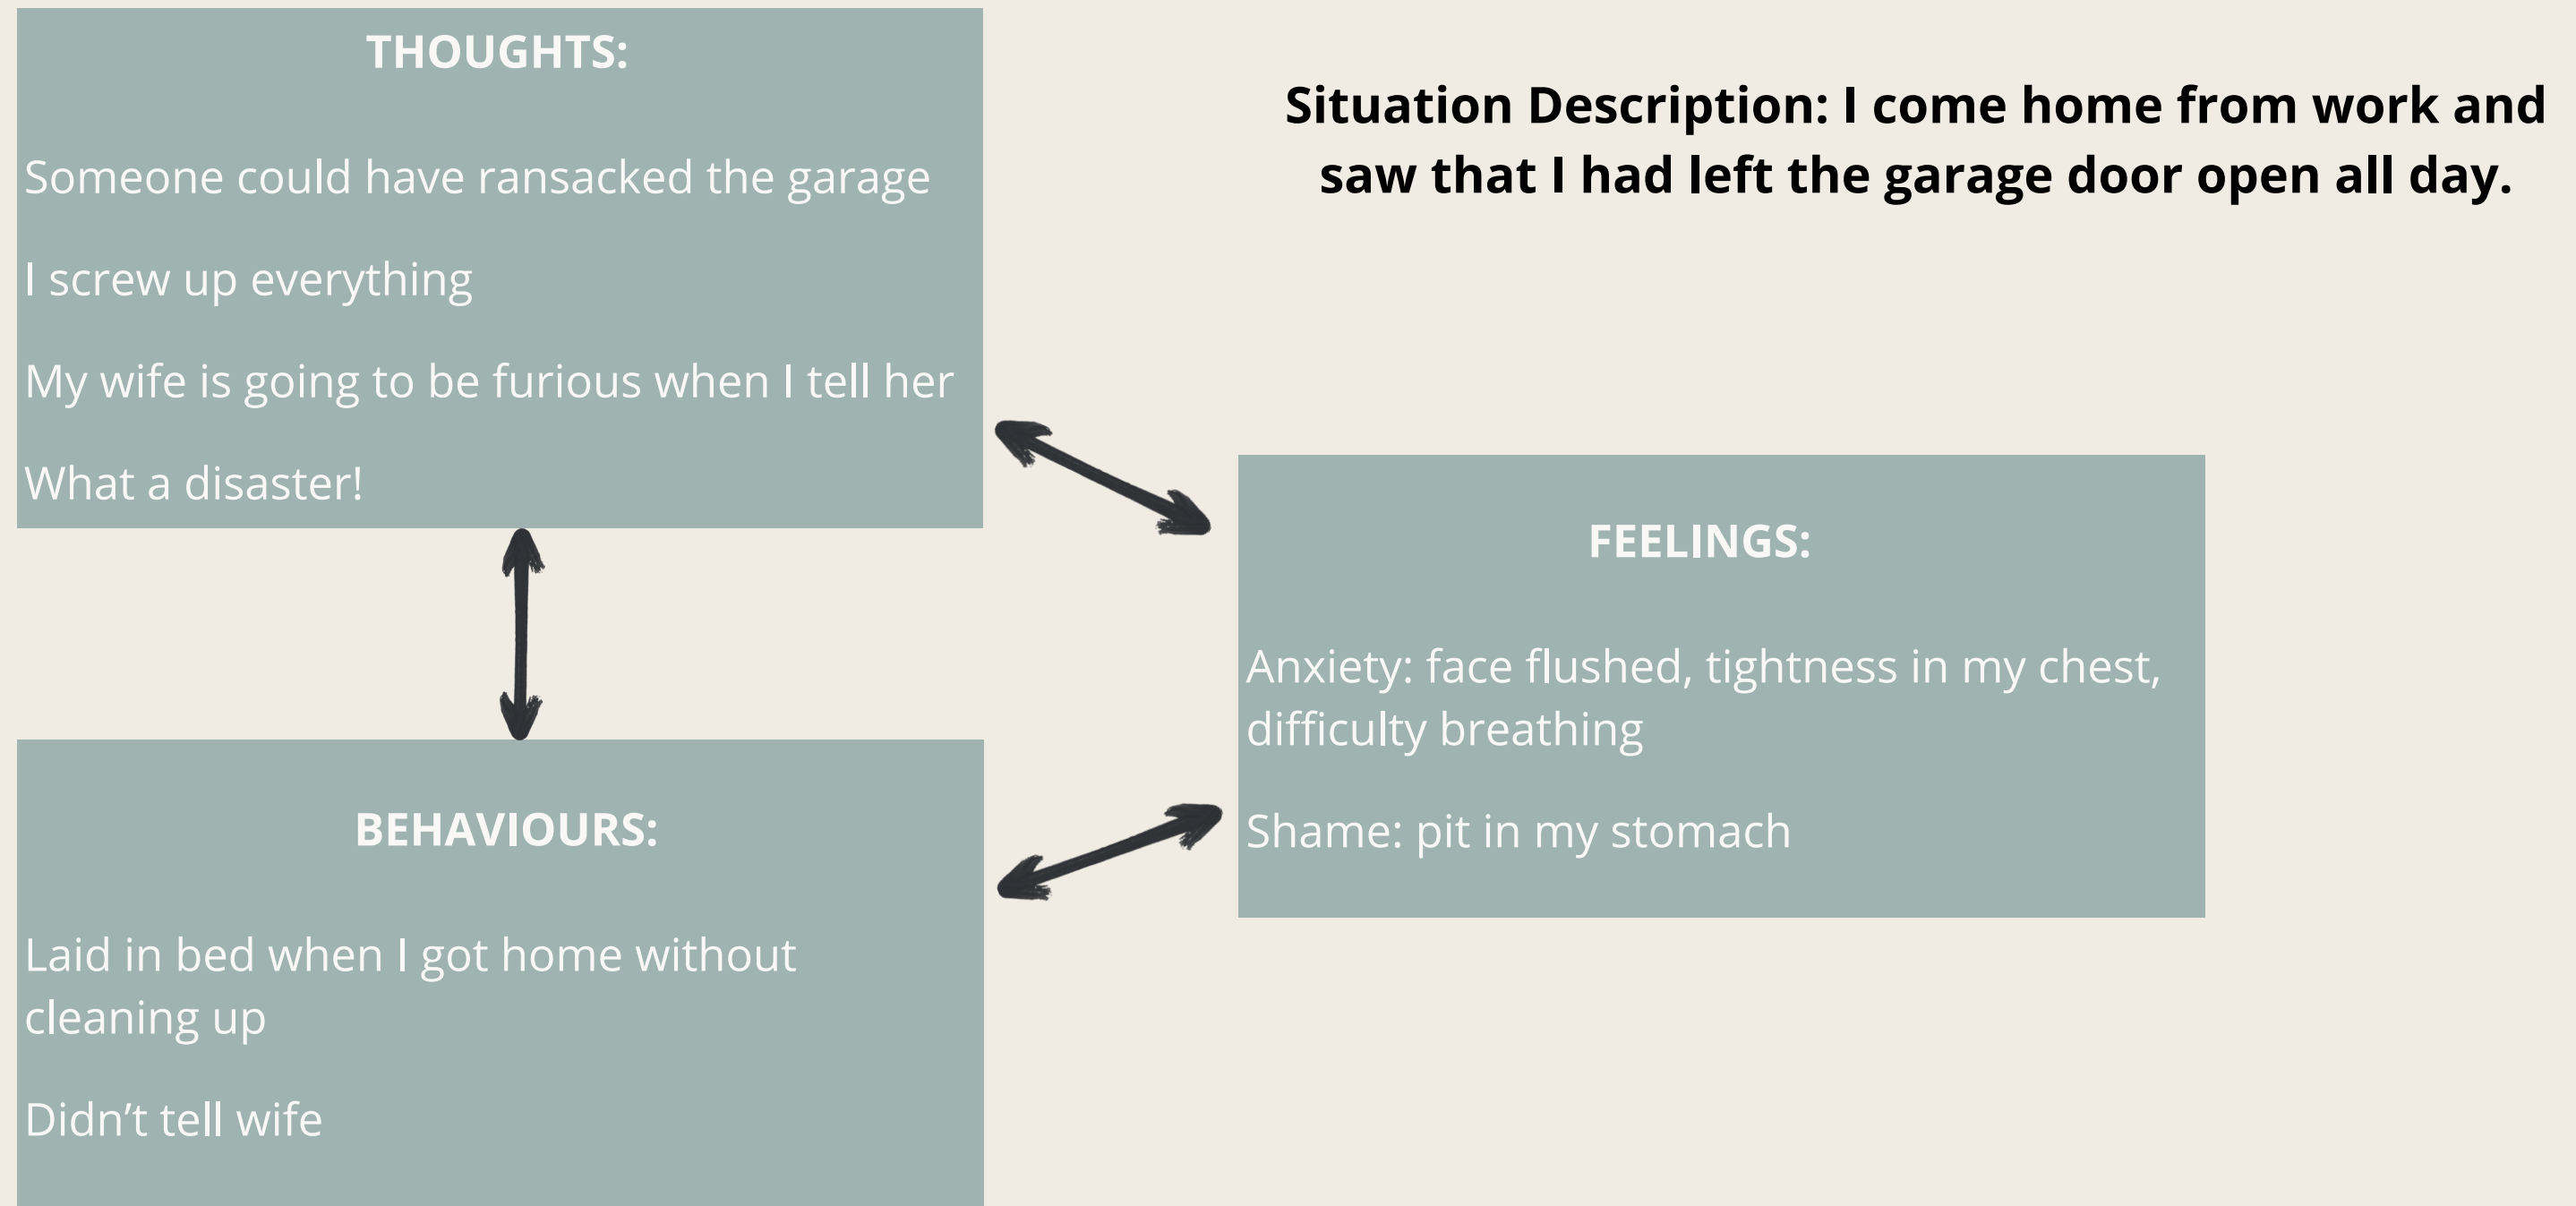 THOUGHTS:
Someone could have ransacked the garage
I screw up everything
My wife is going to be furious when I tell her
What a disaster!
Situation Description: I come home from work and
saw that I had left the garage door open all day.
FEELINGS:
Anxiety: face flushed, tightness in my chest,
difficulty breathing
Shame: pit in my stomach
BEHAVIOURS:
Laid in bed when I got home without
cleaning up
Didn’t tell wife